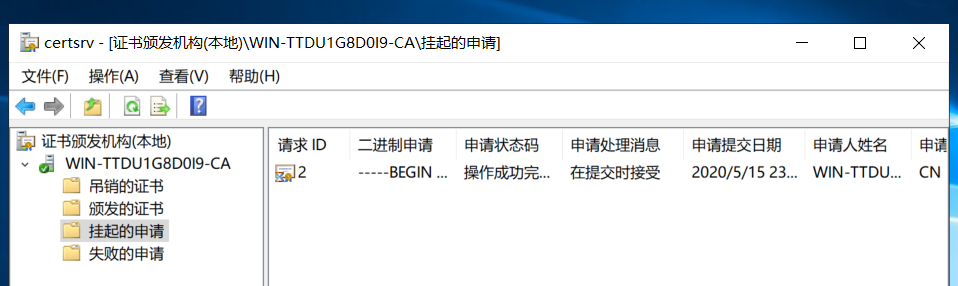 certsrv - [证书颁发机构(本地)\WIN-TTDU1G8D0I9-CA\挂起的申请]
文件(F) 操作(A) 查看(V) 帮助(H)
证书颁发机构(本地)
WIN-TTDU1G8D0I9-CA
吊销的证书
颁发的证书
挂起的申请
失败的申请
请求 ID 二进制申请 申请状态码 申请处理消息 申请提交日期 申请人姓名 申请
2 -----BEGIN ... 操作成功完... 在提交时接受 2020/5/15 23... WIN-TTDU... CN